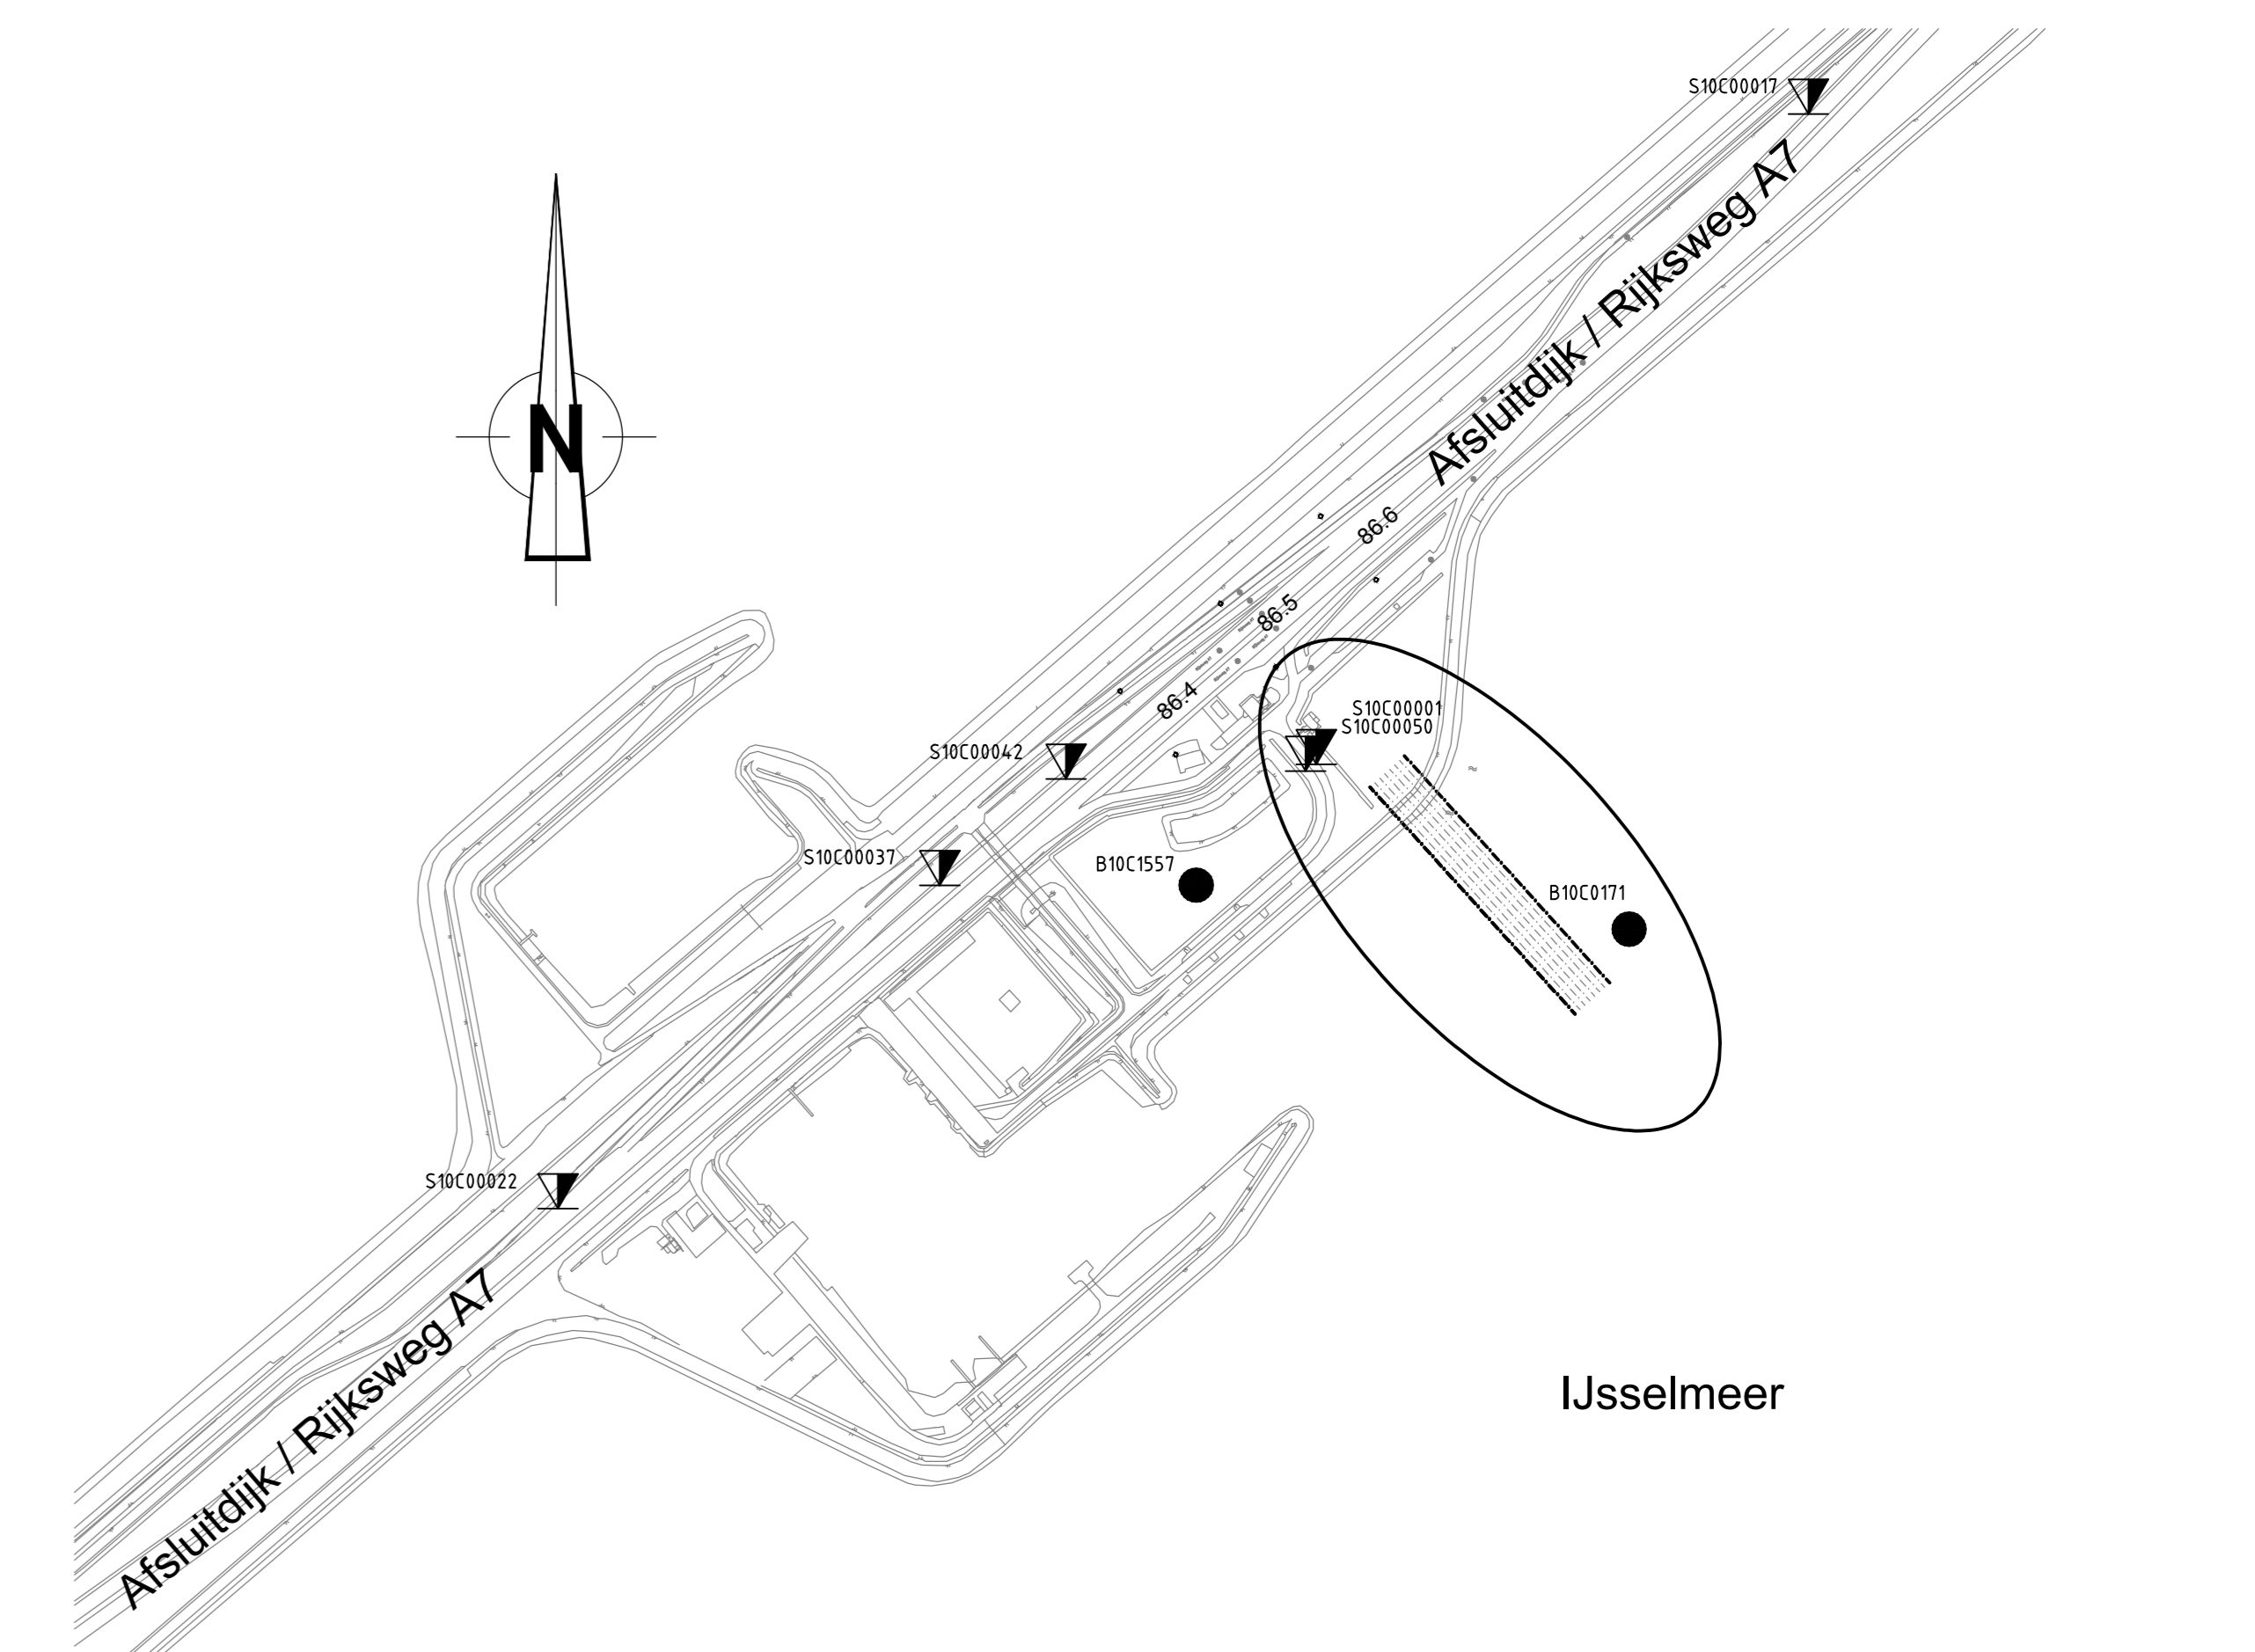 S10C00017
Afsluitdijk / Rijksweg A7
N
86.6
86.5
86.4
S10C00001
S10C00050
S10C00042
S10C00037
B10C1557
B10C0171
S10C00022
Afsluitdijk / Rijksweg A7
IJsselmeer